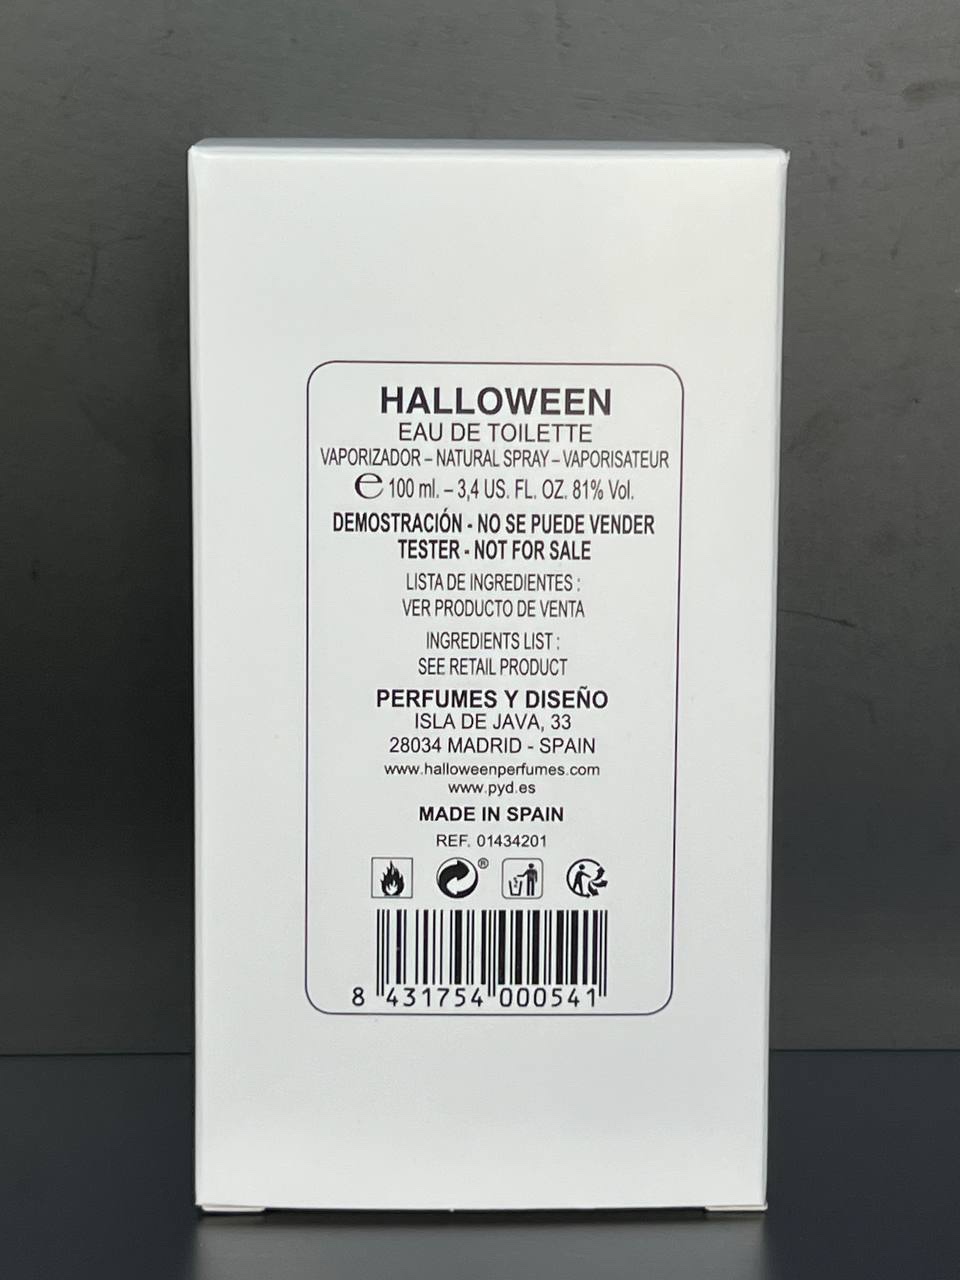 HALLOWEEN
EAU DE TOILETTE
VAPORIZADOR – NATURAL SPRAY – VAPORISATEUR
℮ 100 ml. – 3,4 US. FL. OZ. 81% Vol.
DEMOSTRACIÓN - NO SE PUEDE VENDER
TESTER - NOT FOR SALE
LISTA DE INGREDIENTES :
VER PRODUCTO DE VENTA
INGREDIENTS LIST :
SEE RETAIL PRODUCT
PERFUMES Y DISEÑO
ISLA DE JAVA, 33
28034 MADRID - SPAIN
www.halloweenperfumes.com
www.pyd.es
MADE IN SPAIN
REF. 01434201
®
8 431754 000541